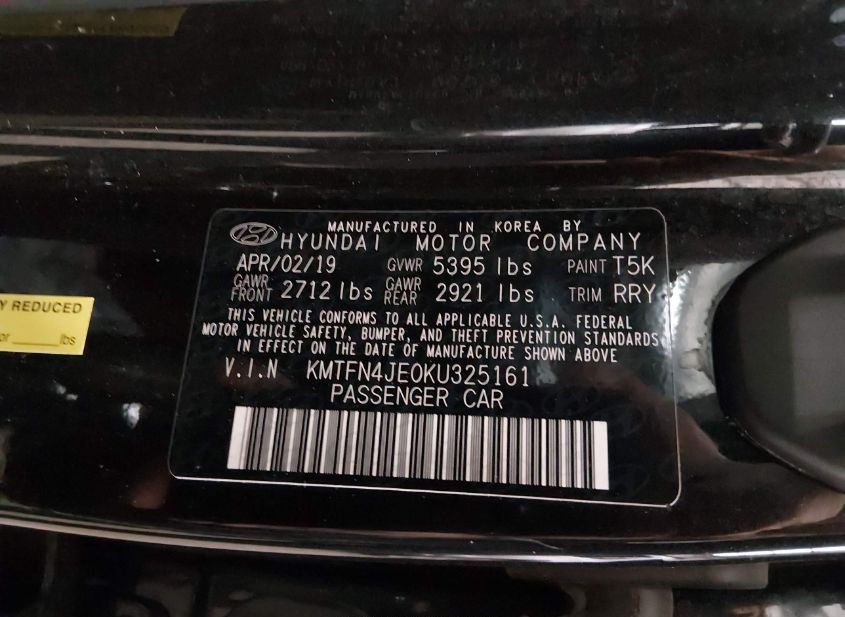 MANUFACTURED IN KOREA BY
HYUNDAI MOTOR COMPANY
APR/02/19 GVWR 5395 lbs PAINT T5K
GAWR FRONT 2712 lbs GAWR REAR 2921 lbs TRIM RRY
THIS VEHICLE CONFORMS TO ALL APPLICABLE U.S.A. FEDERAL
MOTOR VEHICLE SAFETY, BUMPER, AND THEFT PREVENTION STANDARDS
IN EFFECT ON THE DATE OF MANUFACTURE SHOWN ABOVE
V.I.N KMTFN4JE0KU325161
PASSENGER CAR
Y REDUCED
or ____lbs